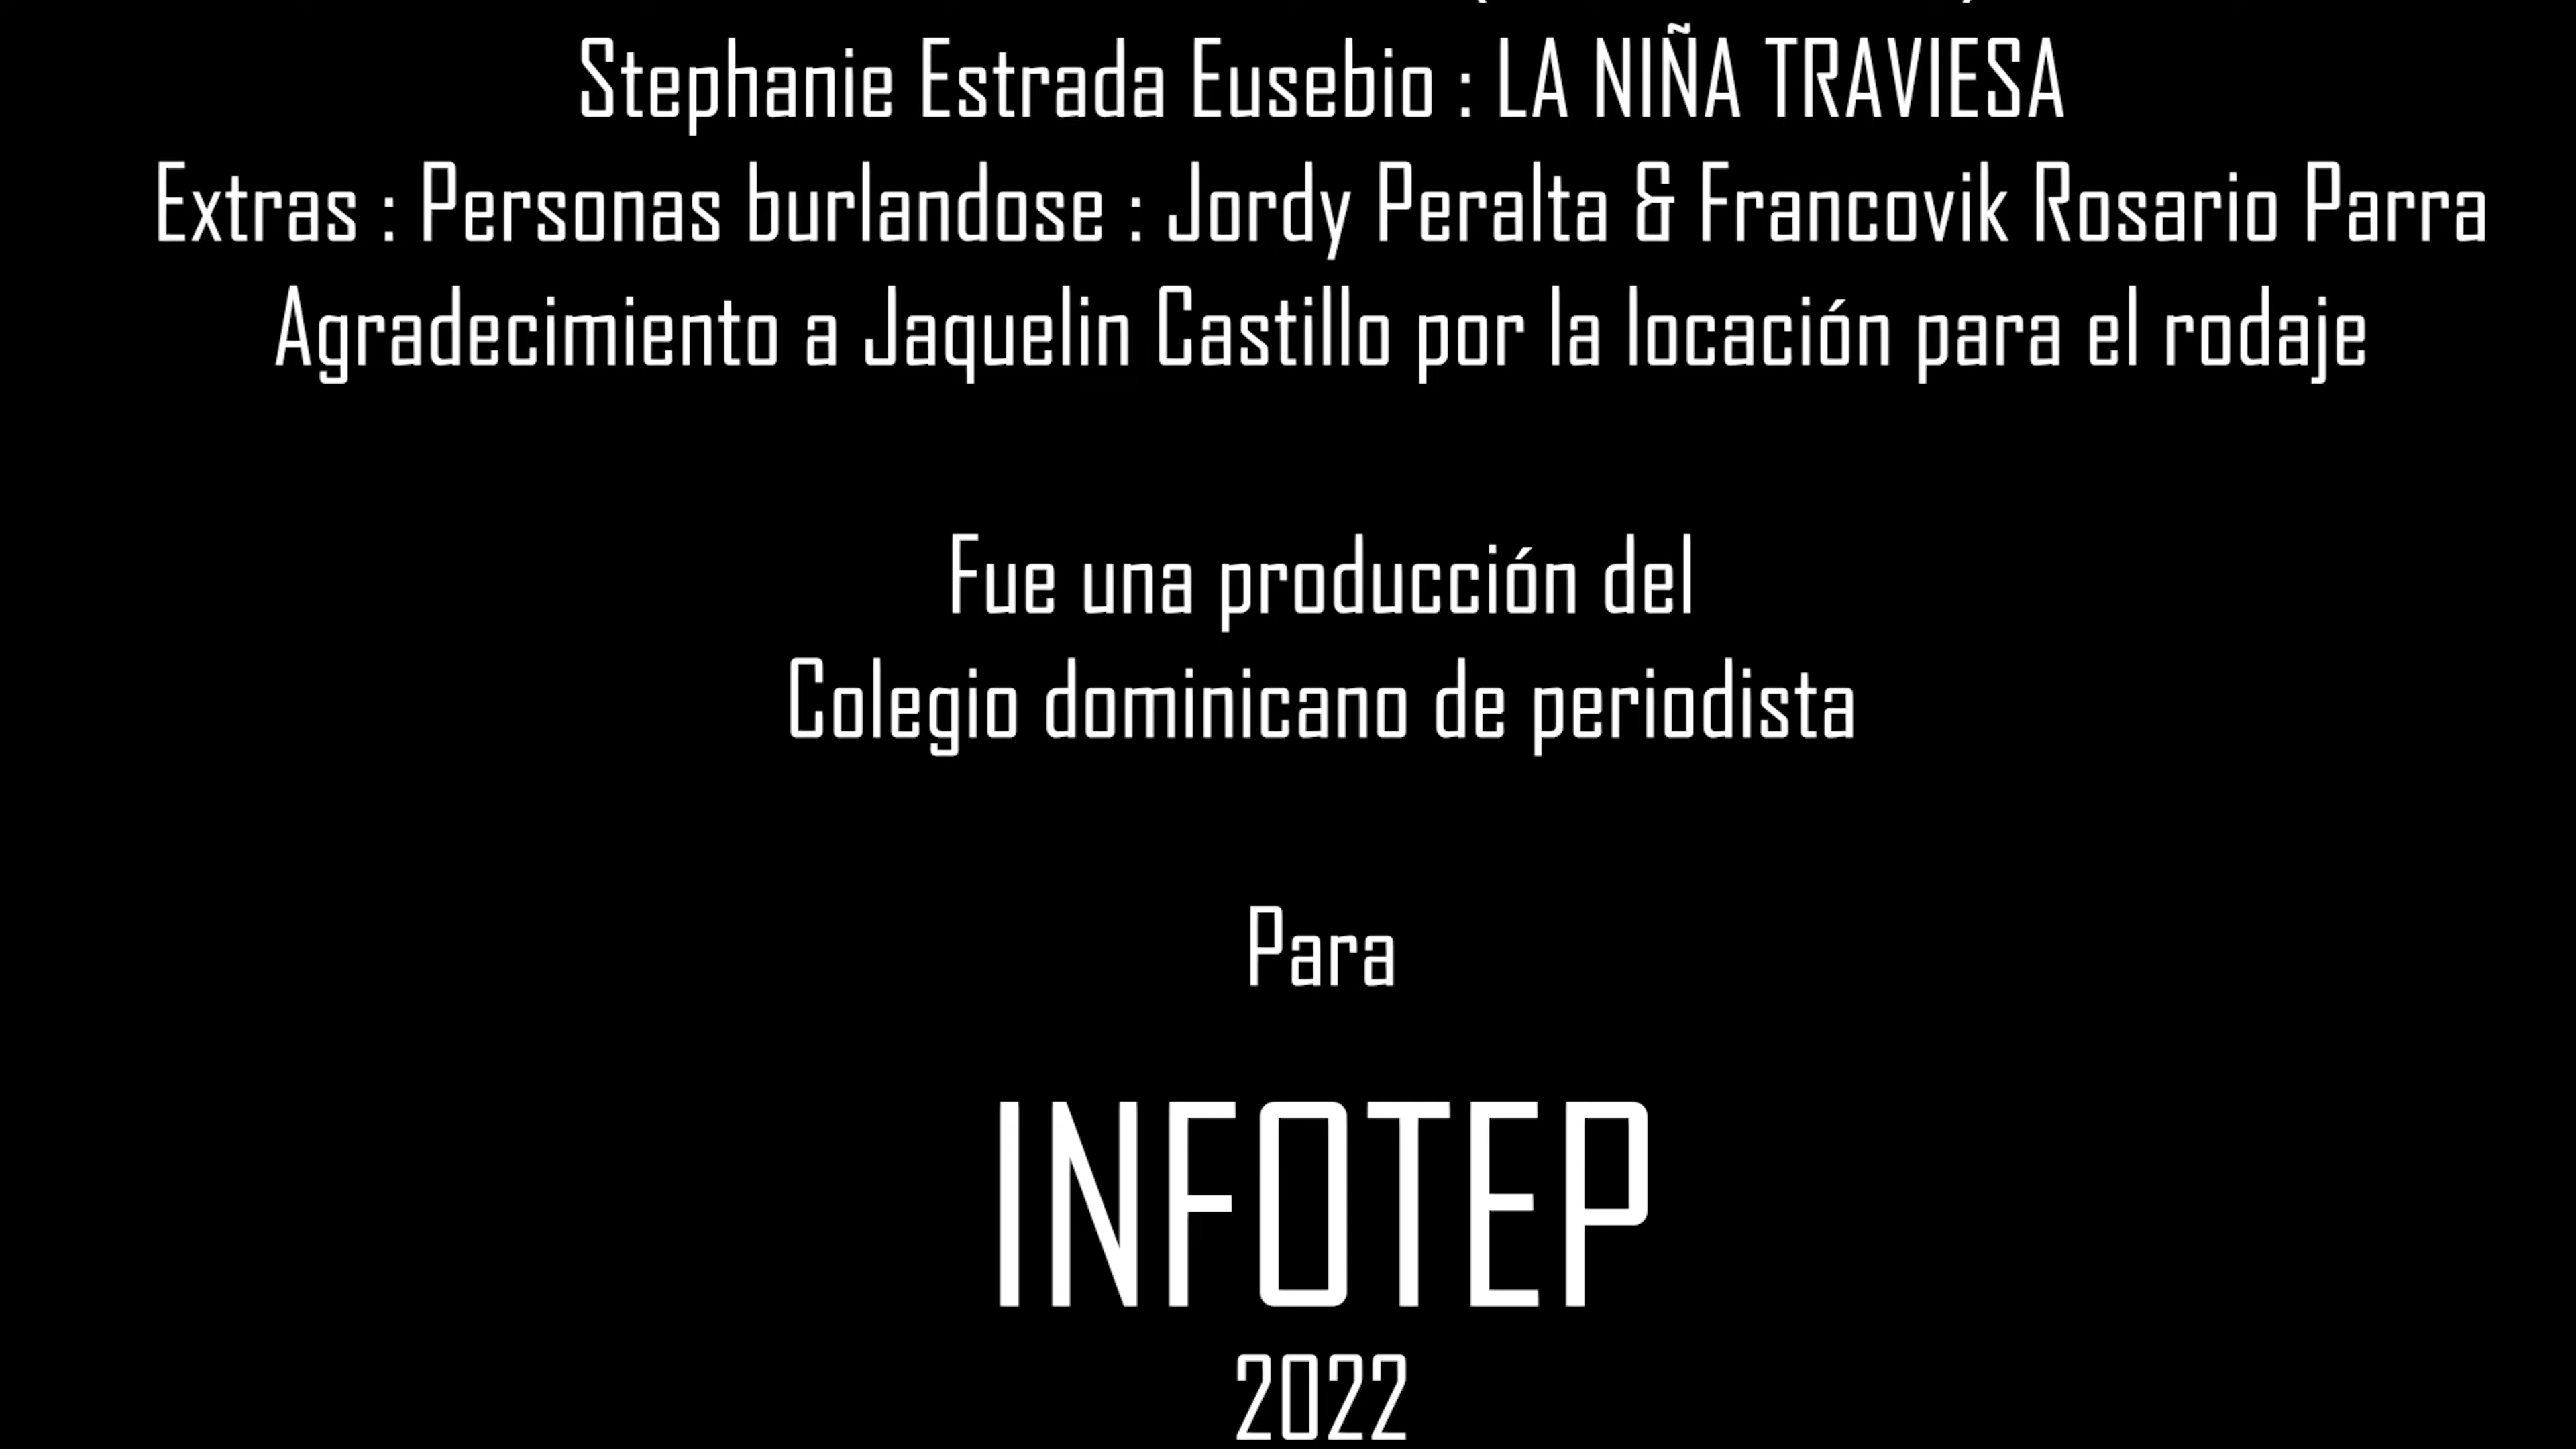 Stephanie Estrada Eusebio : LA NIÑA TRAVIESA
Extras : Personas burlandose : Jordy Peralta & Francovik Rosario Parra
Agradecimiento a Jaquelin Castillo por la locación para el rodaje
Fue una producción del
Colegio dominicano de periodista
Para
INFOTEP
2022